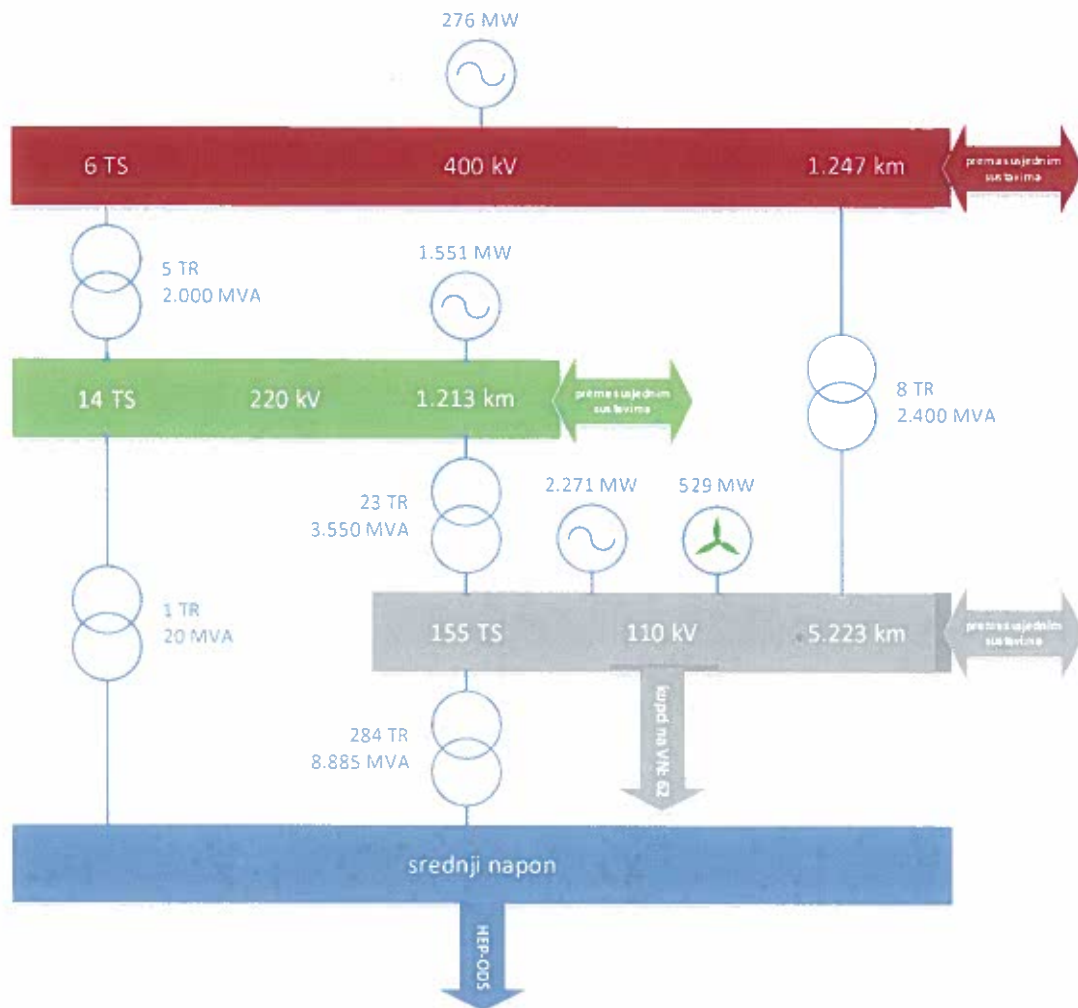 276 MW
6 TS
400 kV
1.247 km
prema susjednim
sustavima
5 TR
2.000 MVA
1.551 MW
14 TS
220 kV
1.213 km
prema susjednim
sustavima
8 TR
2.400 MVA
23 TR
3.550 MVA
2.271 MW
529 MW
1 TR
20 MVA
155 TS
110 kV
5.223 km
prema susjednim
sustavima
284 TR
8.885 MVA
kupci na VN: 62
srednji napon
HEP-ODS